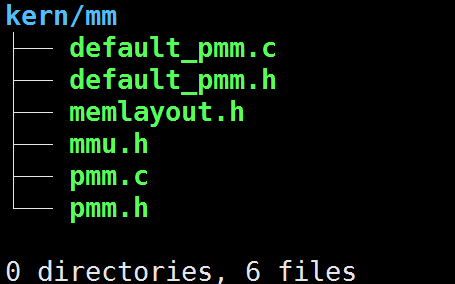 kern/mm
├── default_pmm.c
├── default_pmm.h
├── memlayout.h
├── mmu.h
├── pmm.c
└── pmm.h
0 directories, 6 files